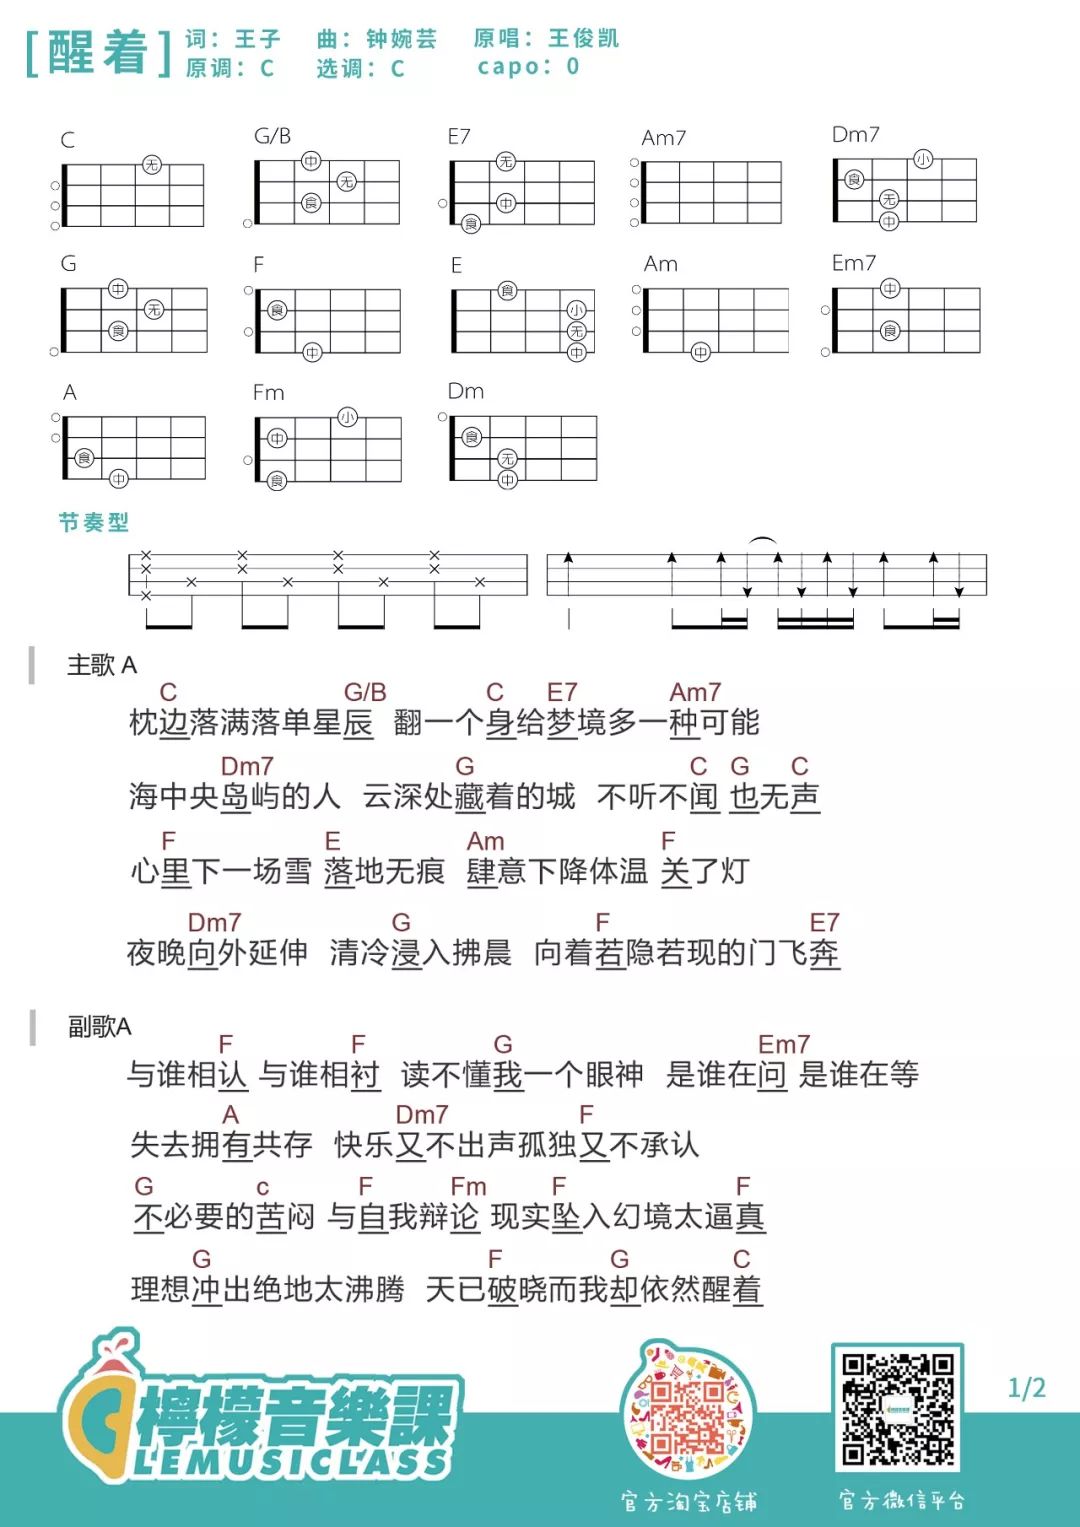 [醒着] 词：王子 曲：钟婉芸 原唱：王俊凯
原调：C 选调：C capo：0
C G/B E7 Am7 Dm7
无 中 无 食 无 中 食 小 食 无 中
G F E Am Em7
中 无 食 食 中 食 小 无 中 中 中 食
A Fm Dm
食 中 小 中 食 食 无 中
节奏型
主歌 A
C G/B C E7 Am7
枕边落满落单星辰 翻一个身给梦境多一种可能
Dm7 G C G C
海中央岛屿的人 云深处藏着的城 不听不闻 也无声
F E Am F
心里下一场雪 落地无痕 肆意下降体温 关了灯
Dm7 G F E7
夜晚向外延伸 清冷浸入拂晨 向着若隐若现的门飞奔
副歌A
F F G Em7
与谁相认 与谁相衬 读不懂我一个眼神 是谁在问 是谁在等
A Dm7 F
失去拥有共存 快乐又不出声孤独又不承认
G c F Fm F F
不必要的苦闷 与自我辩论 现实坠入幻境太逼真
G F G C
理想冲出绝地太沸腾 天已破晓而我却依然醒着
檸檬音樂課
LEMUSICLASS
官方淘宝店铺
官方微信平台
1/2